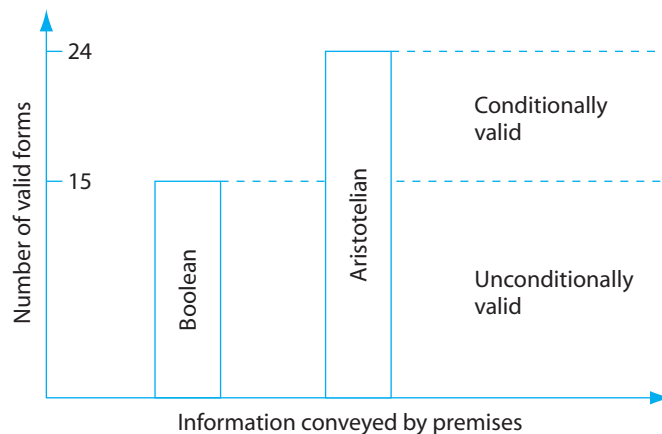 24
Conditionally
valid
15
Number of valid forms
Boolean
Aristotelian
Unconditionally
valid
Information conveyed by premises